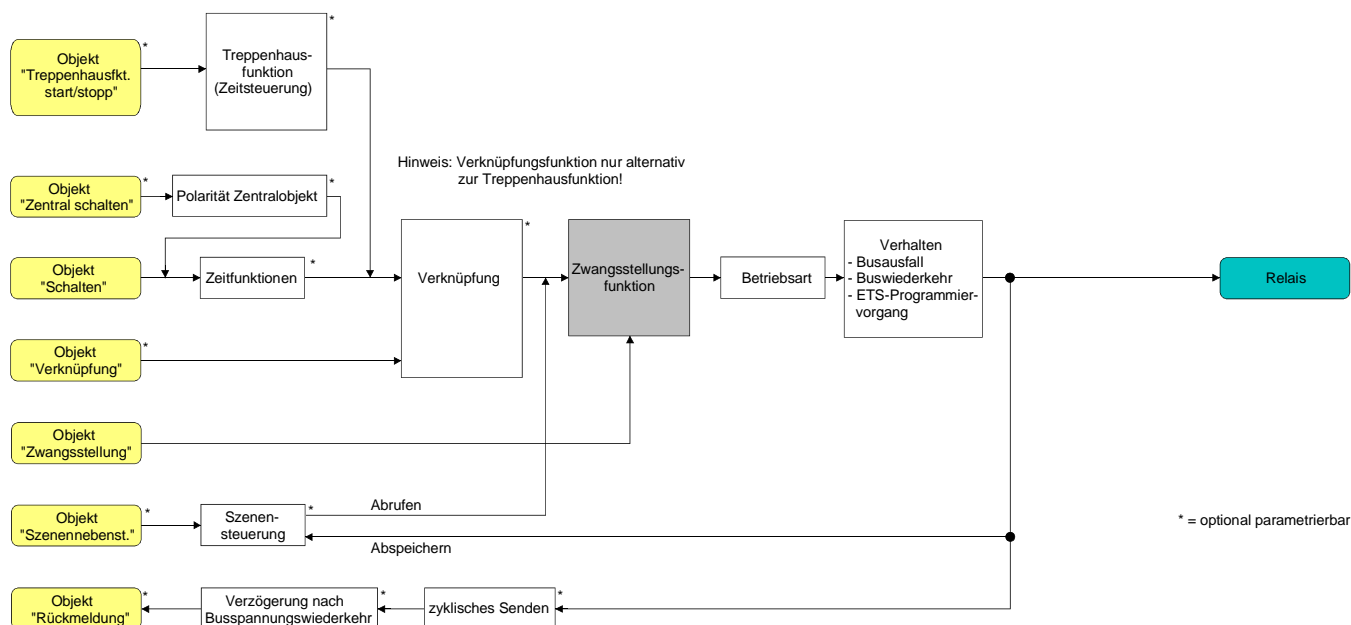 *
*
Objekt
"Treppenhausfkt.
start/stopp"
Treppenhaus-
funktion
(Zeitsteuerung)
Hinweis: Verknüpfungsfunktion nur alternativ
zur Treppenhausfunktion!
*
*
Objekt
"Zentral schalten"
Polarität Zentralobjekt
*
*
*
Objekt
"Schalten"
Zeitfunktionen
Verknüpfung
Zwangsstellungs-
funktion
Betriebsart
Verhalten
- Busausfall
- Buswiederkehr
- ETS-Programmier-
vorgang
Relais
*
Objekt
"Verknüpfung"
Objekt
"Zwangsstellung"
*
*
Objekt
"Szenennebenst."
Szenen-
steuerung
Abrufen
Abspeichern
* = optional parametrierbar
*
*
*
Objekt
"Rückmeldung"
Verzögerung nach
Busspannungswiederkehr
zyklisches Senden